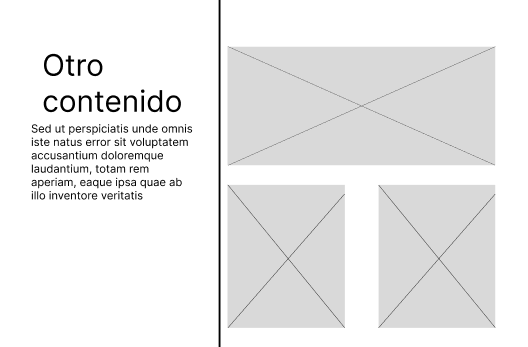 Otro
contenido
Sed ut perspiciatis unde omnis
iste natus error sit voluptatem
accusantium doloremque
laudantium, totam rem
aperiam, eaque ipsa quae ab
illo inventore veritatis